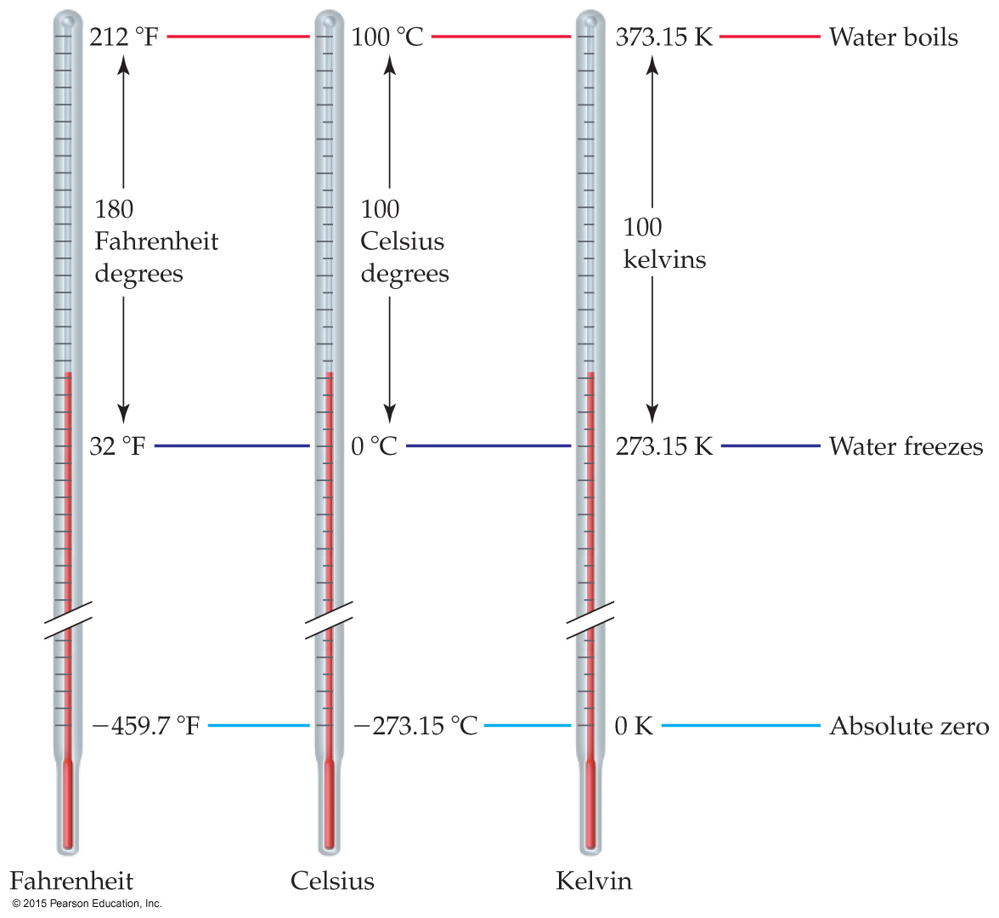 212 °F
100 °C
373.15 K
Water boils
180
Fahrenheit
degrees
100
Celsius
degrees
100
kelvins
32 °F
0 °C
273.15 K
Water freezes
−459.7 °F
−273.15 °C
0 K
Absolute zero
Fahrenheit
Celsius
Kelvin
© 2015 Pearson Education, Inc.